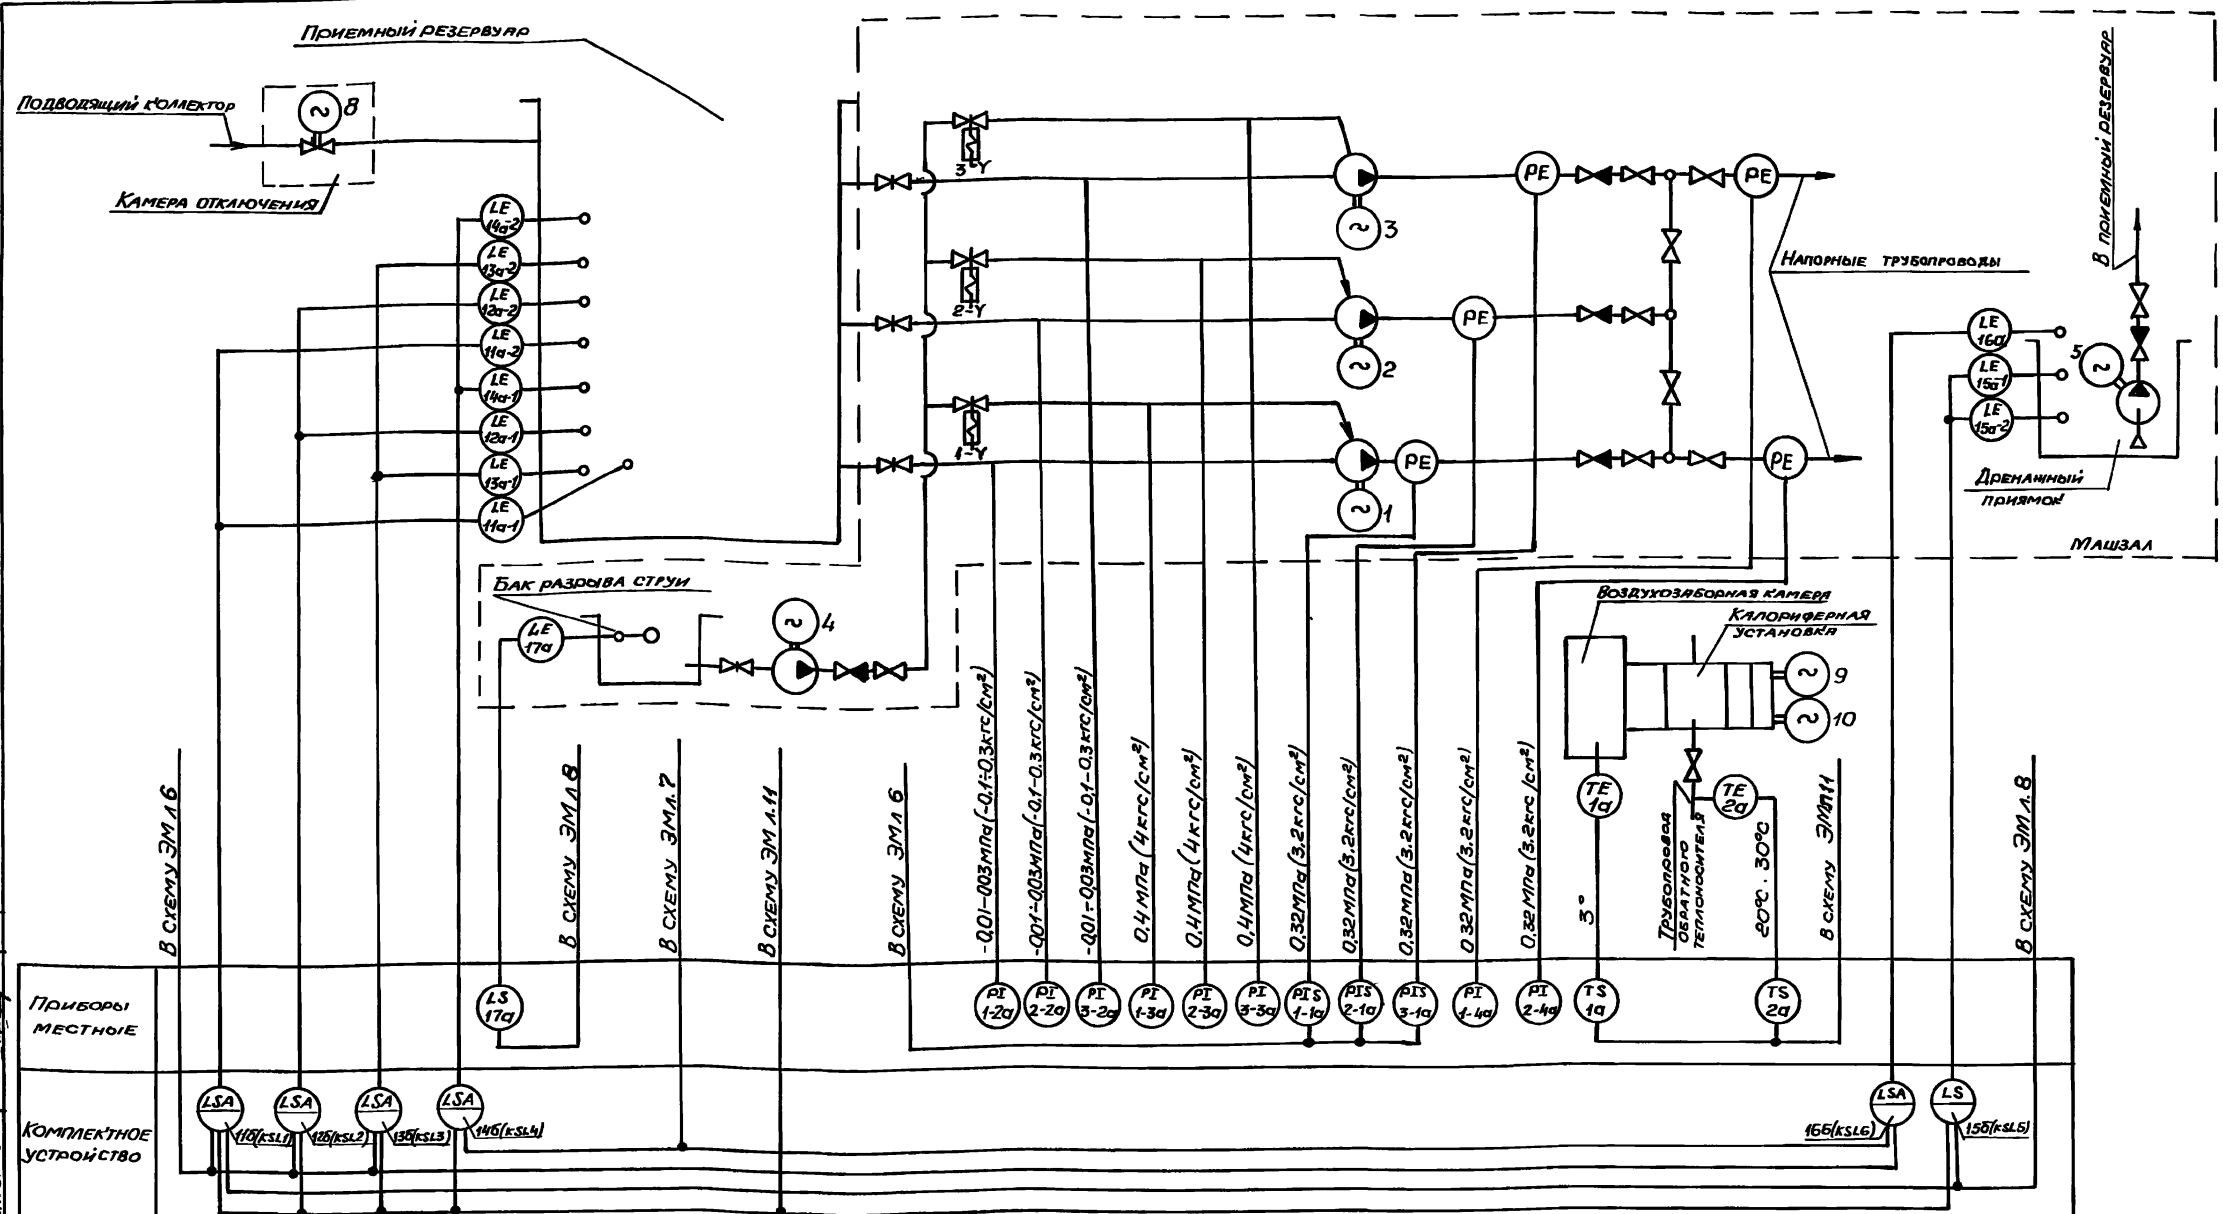 Приемный резервуар
Подводящий коллектор
8
Камера отключения
LE
14а-2
LE
13а-2
LE
12а-2
LE
11а-2
LE
14а-1
LE
12а-1
LE
13а-1
LE
11а-1
3-Y
2-Y
1-Y
3
2
1
PE
PE
PE
PE
PE
Напорные трубопроводы
В приемный резервуар
LE
16а
LE
15а-1
LE
15а-2
5
Дренажный
приямок
Машзал
Бак разрыва струи
LE
17а
4
Воздухозаборная камера
Калориферная
установка
9
10
TE
1а
TE
2а
Трубопровод
обратного
теплоносителя
3°
20°С. 30°С
В схему ЭМ л 6
В схему ЭМ л 8
В схему ЭМл.7
В схему ЭМ л.11
В схему ЭМл 6
-0,01-0,03МПа(-0,1÷0,3кгс/см²)
-0,01÷0,03МПа(-0,1-0,3кгс/см²)
-0,01÷0,03МПа(-0,1-0,3кгс/см²)
0,4МПа(4кгс/см²)
0,4МПа(4кгс/см²)
0,4МПа(4кгс/см²)
0,32МПа(3,2кгс/см²)
0,32МПа(3,2кгс/см²)
0,32МПа(3.2кгс/см²)
0 32МПа(3.2кгс/см²)
0,32МПа(3.2кгс/см²)
В схему ЭМл11
В схему ЭМл. 8
Приборы
местные
LS
17а
PI
1-2а
PI
2-2а
PI
3-2а
PI
1-3а
PI
2-3а
PI
3-3а
PIS
1-1а
PIS
2-1а
PIS
3-1а
PI
1-4а
PI
2-4а
TS
1а
TS
2а
Комплектное
устройство
LSA
11б(KSL1)
LSA
12б(KSL2)
LSA
13б(KSL3)
LSA
14б(KSL4)
LSA
16б(KSL6)
LS
15б(KSL5)